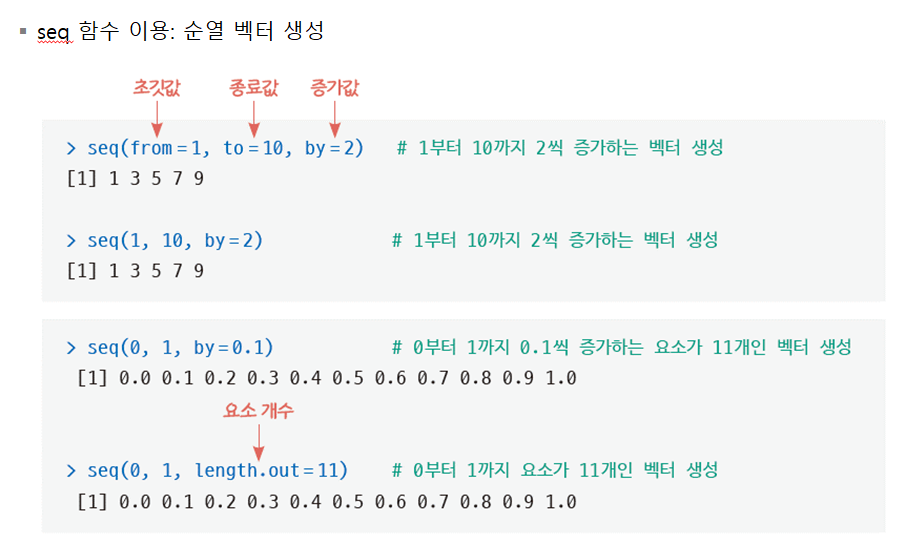 ▪ seq 함수 이용: 순열 벡터 생성
초깃값 종료값 증가값
> seq(from=1, to=10, by=2) # 1부터 10까지 2씩 증가하는 벡터 생성
[1] 1 3 5 7 9
> seq(1, 10, by=2) # 1부터 10까지 2씩 증가하는 벡터 생성
[1] 1 3 5 7 9
> seq(0, 1, by=0.1) # 0부터 1까지 0.1씩 증가하는 요소가 11개인 벡터 생성
[1] 0.0 0.1 0.2 0.3 0.4 0.5 0.6 0.7 0.8 0.9 1.0
요소 개수
> seq(0, 1, length.out=11) # 0부터 1까지 요소가 11개인 벡터 생성
[1] 0.0 0.1 0.2 0.3 0.4 0.5 0.6 0.7 0.8 0.9 1.0